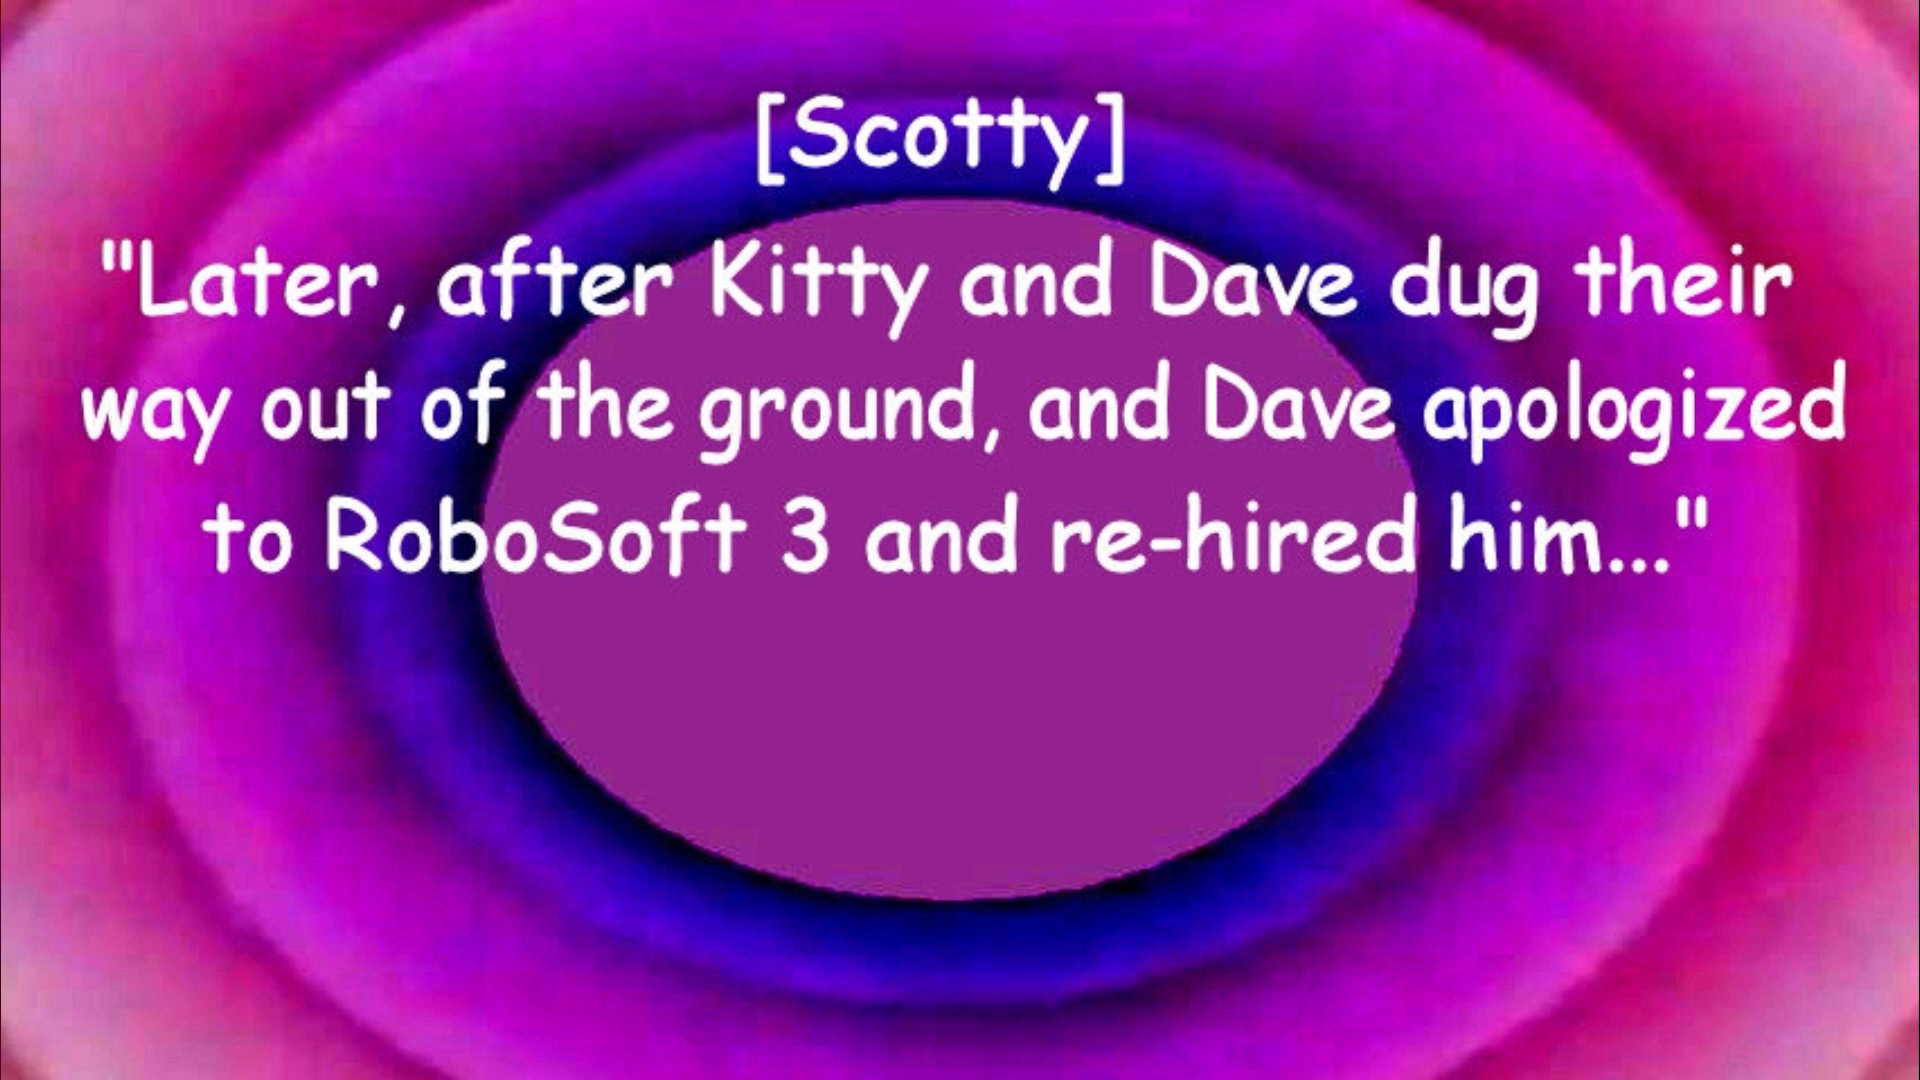 [Scotty]
"Later, after Kitty and Dave dug their
way out of the ground, and Dave apologized
to RoboSoft 3 and re-hired him..."